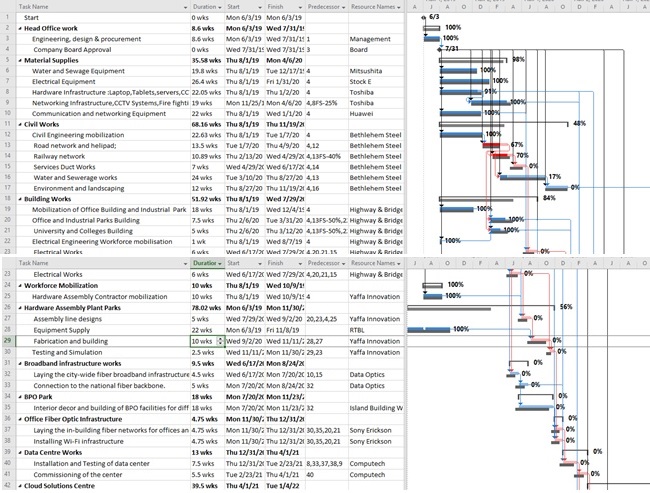 Task Name Duration Start Finish Predecessor Resource Names
1 Start 0 wks Mon 6/3/19 Mon 6/3/19 6/3
2 Head Office work 8.6 wks Mon 6/3/19 Wed 7/31/1 100%
3 Engineering, design & procurement 8.6 wks Mon 6/3/19 Wed 7/31/1 1 Management 100%
4 Company Board Approval 0 wks Wed 7/31/1 Wed 7/31/1 3 Board 7/31
5 Material Supplies 35.58 wks Thu 8/1/19 Mon 4/6/20 98%
6 Water and Sewage Equipment 19.8 wks Thu 8/1/19 Tue 12/17/1 4 Mitsushita 100%
7 Electrical Equipment 26.4 wks Thu 8/1/19 Fri 1/31/20 4 Stock E 100%
8 Hardware Infrastructure :Laptop,Tablets,servers,CC 22.05 wks Thu 8/1/19 Thu 1/2/20 4 Toshiba 91%
9 Networking Infrastructure,CCTV Systems,Fire fighti 19 wks Mon 11/25/1 Mon 4/6/20 4,8FS-25% Toshiba 100%
10 Communication and networking Equipment 22 wks Thu 8/1/19 Wed 1/1/20 4 Huawei 100%
11 Civil Works 68.16 wks Thu 8/1/19 Thu 11/19/2 48%
12 Civil Engineering mobilization 22.63 wks Thu 8/1/19 Tue 1/7/20 4 Bethlehem Steel 100%
13 Road network and helipad; 13.5 wks Tue 1/7/20 Thu 4/9/20 4,12 Bethlehem Steel 67%
14 Railway network 10.89 wks Thu 2/13/20 Wed 4/29/2 4,13FS-40% Bethlehem Steel 70%
15 Services Duct Works 7 wks Wed 4/29/2 Wed 6/17/2 4,14 Bethlehem Steel 0%
16 Water and Sewerage works 24 wks Tue 3/10/20 Thu 8/27/20 4,13 Bethlehem Steel 17%
17 Environment and landscaping 12 wks Thu 8/27/20 Thu 11/19/2 4,16 Bethlehem Steel 0%
18 Building Works 51.92 wks Thu 8/1/19 Wed 7/29/2 84%
19 Mobilization of Office Building and Industrial Park 18 wks Thu 8/1/19 Wed 12/4/1 4 Highway & Bridge 100%
20 Office and Industrial Parks Building 7.5 wks Thu 2/6/20 4,13FS-50%,2 Highway & Bridge 100%
21 University and Colleges Building 5 wks Thu 2/6/20 Thu 3/12/20 4,13FS-50% Highway & Bridge 100%
22 Electrical Engineering Workforce mobilisation 1 wk Thu 8/1/19 Wed 8/7/19 4 Highway & Bridge 100%
23 Electrical Works 6 wks Wed 6/17/20 Wed 7/29/20 4,20,21,15 Highway & Bridge 0%
Task Name Duration Start Finish Predecessor Resource Names
23 Electrical Works 6 wks Wed 6/17/20 Wed 7/29/20 4,20,21,15 Highway & Bridge 0%
24 Workforce Mobilization 10 wks Thu 8/1/19 Wed 10/9/1 100%
25 Hardware Assembly Contractor mobilization 10 wks Thu 8/1/19 Wed 10/9/1 4 Yaffa Innovation 100%
26 Hardware Assembly Plant Parks 78.02 wks Mon 6/3/19 Mon 11/30/2 56%
27 Assembly line designs 5 wks Wed 7/29/20 Wed 9/2/20 20,23,4,25 Yaffa Innovation 0%
28 Equipment Supply 22 wks Mon 6/3/19 Fri 11/8/19 RTBL 100%
29 Fabrication and building 10 wks Wed 9/2/20 Wed 11/11/ 28,27 Yaffa Innovation 0%
30 Testing and Simulation 2.5 wks Wed 11/11/ Mon 11/30/2 29,23 Yaffa Innovation 0%
31 Broadband infrastructure works 9.5 wks Wed 6/17/2 Mon 8/24/20 0%
32 Laying the city-wide fiber broadband infrastructure 4.5 wks Wed 6/17/20 Mon 7/20/20 10,15 Data Optics 0%
33 Connection to the national fiber backbone. 5 wks Mon 7/20/20 Mon 8/24/20 32 Data Optics 0%
34 BPO Park 18 wks Mon 7/20/2 Mon 11/23/2 0%
35 Interior decor and building of BPO facilities for diff 18 wks Mon 7/20/20 Mon 11/23/2 32 Island Building W 0%
36 Office Fiber Optic Infrastructure 4.75 wks Mon 11/30/2 Thu 12/31/2 0%
37 Laying the in-building fiber networks for offices an 4.75 wks Mon 11/30/2 Thu 12/31/20 30,35,20,21 Sony Erickson 0%
38 Installing Wi-Fi infrastructure 4.75 wks Mon 11/30/2 Thu 12/31/20 30,35,20,21 Sony Erickson 0%
39 Data Centre Works 13 wks Thu 12/31/20 Thu 4/1/21 0%
40 Installation and Testing of data center 7.5 wks Thu 12/31/20 Tue 2/23/21 8,33,37,38,9 Computech 0%
41 Commissioning of the center 5.5 wks Tue 2/23/21 Thu 4/1/21 40 Computech 0%
42 Cloud Solutions Centre 39.5 wks Thu 4/1/21 Tue 1/4/22